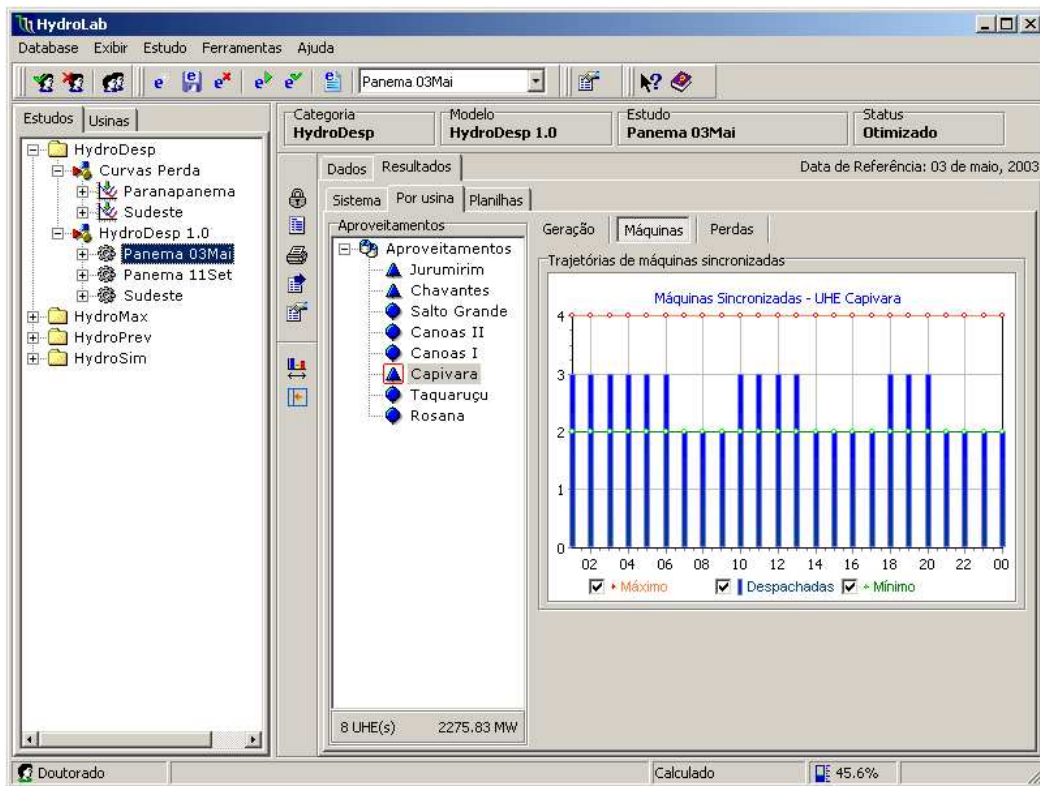 HydroLab
Database Exibir Estudo Ferramentas Ajuda
Panema 03Mai
Estudos Usinas
HydroDesp
Curvas Perda
Paranapanema
Sudeste
HydroDesp 1.0
Panema 03Mai
Panema 11Set
Sudeste
HydroMax
HydroPrev
HydroSim
Categoria Modelo Estudo Status
HydroDesp HydroDesp 1.0 Panema 03Mai Otimizado
Dados Resultados Data de Referência: 03 de maio, 2003
Sistema Por usina Planilhas
Aproveitamentos
Aproveitamentos
Jurumirim
Chavantes
Salto Grande
Canoas II
Canoas I
Capivara
Taquaruçu
Rosana
8 UHE(s) 2275.83 MW
Geração Máquinas Perdas
Trajetórias de máquinas sincronizadas
Máquinas Sincronizadas - UHE Capivara
4
3
2
1
0
02 04 06 08 10 12 14 16 18 20 22 00
Máximo Despachadas Mínimo
Doutorado Calculado 45.6%